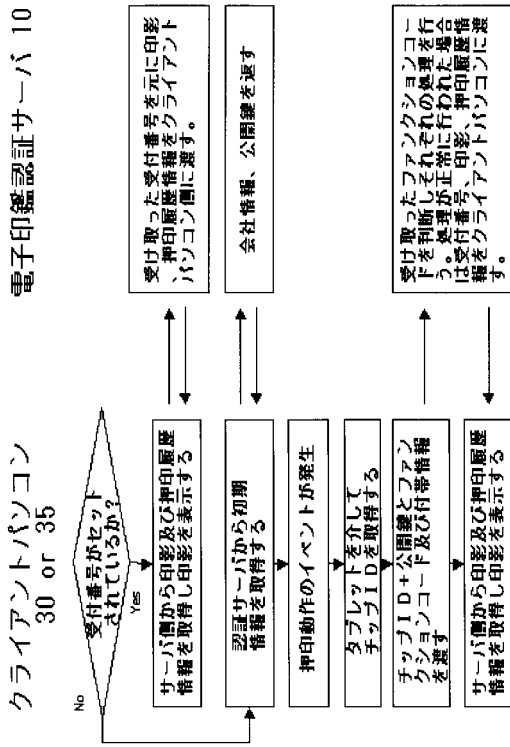 クライアントパソコン
30 or 35
電子印鑑認証サーバ 10
受付番号がセット
されているか?
No
Yes
サーバ側から印影及び押印履歴
情報を取得し印影を表示する
受け取った受付番号を元に印影
、押印履歴情報をクライアント
パソコン側に渡す。
認証サーバから初期
情報を取得する
会社情報、公開鍵を返す
押印動作のイベントが発生
タブレットを介して
チップIDを取得する
チップID+公開鍵とファン
クションコード及び付帯情報
を渡す
受け取ったファンクションコー
ドを判断しそれぞれの処理を行
う。処理が正常に行われた場合
は受付番号、印影、押印履歴情
報をクライアントパソコンに渡
す。
サーバ側から印影及び押印履歴
情報を取得し印影を表示する